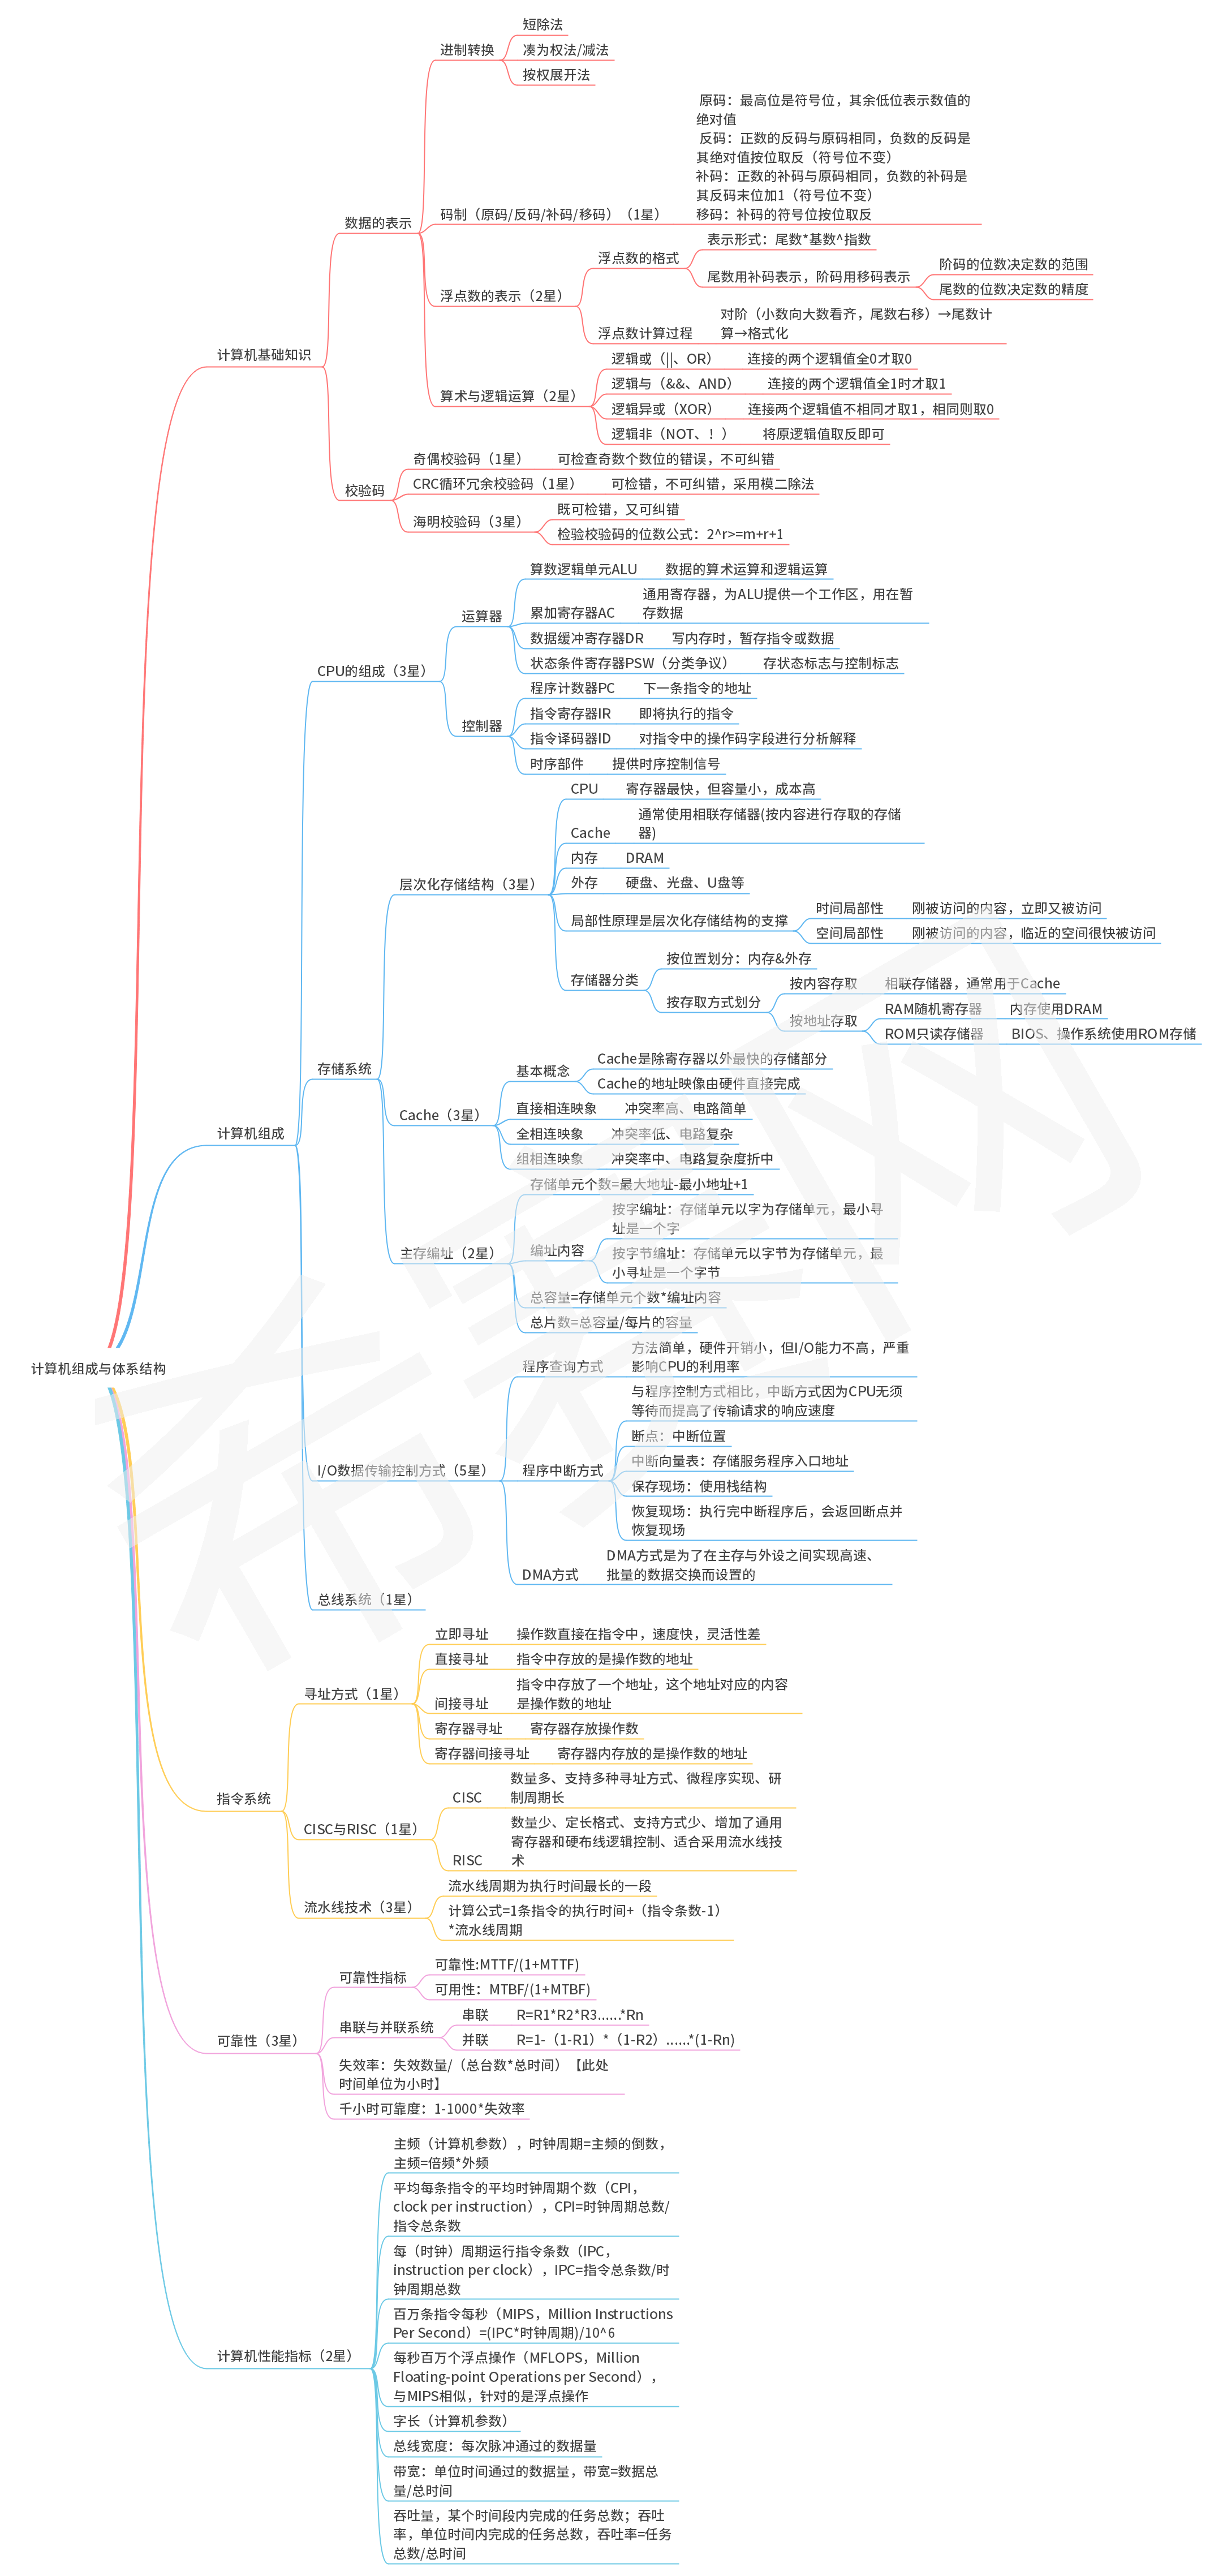 短除法
进制转换
凑为权法/减法
按权展开法
原码：最高位是符号位，其余低位表示数值的
绝对值
反码：正数的反码与原码相同，负数的反码是
其绝对值按位取反（符号位不变）
补码：正数的补码与原码相同，负数的补码是
其反码末位加1（符号位不变）
移码：补码的符号位按位取反
码制（原码/反码/补码/移码）（1星）
数据的表示
表示形式：尾数*基数^指数
浮点数的格式
阶码的位数决定数的范围
尾数用补码表示，阶码用移码表示
尾数的位数决定数的精度
浮点数的表示（2星）
对阶（小数向大数看齐，尾数右移）→尾数计
算→格式化
浮点数计算过程
计算机基础知识
逻辑或（||、OR） 连接的两个逻辑值全0才取0
逻辑与（&&、AND） 连接的两个逻辑值全1时才取1
算术与逻辑运算（2星）
逻辑异或（XOR） 连接两个逻辑值不相同才取1，相同则取0
逻辑非（NOT、！） 将原逻辑值取反即可
奇偶校验码（1星） 可检查奇数个数位的错误，不可纠错
校验码
CRC循环冗余校验码（1星） 可检错，不可纠错，采用模二除法
既可检错，又可纠错
海明校验码（3星）
检验校验码的位数公式：2^r>=m+r+1
算数逻辑单元ALU 数据的算术运算和逻辑运算
通用寄存器，为ALU提供一个工作区，用在暂
存数据
运算器
累加寄存器AC
数据缓冲寄存器DR 写内存时，暂存指令或数据
状态条件寄存器PSW（分类争议） 存状态标志与控制标志
CPU的组成（3星）
程序计数器PC 下一条指令的地址
指令寄存器IR 即将执行的指令
控制器
指令译码器ID 对指令中的操作码字段进行分析解释
时序部件 提供时序控制信号
CPU 寄存器最快，但容量小，成本高
通常使用相联存储器(按内容进行存取的存储
器)
Cache
内存 DRAM
外存 硬盘、光盘、U盘等
层次化存储结构（3星）
时间局部性 刚被访问的内容，立即又被访问
局部性原理是层次化存储结构的支撑
空间局部性 刚被访问的内容，临近的空间很快被访问
按位置划分：内存&外存
存储器分类
按内容存取 相联存储器，通常用于Cache
按存取方式划分
RAM随机寄存器 内存使用DRAM
按地址存取
ROM只读存储器 BIOS、操作系统使用ROM存储
存储系统
Cache是除寄存器以外最快的存储部分
基本概念
Cache的地址映像由硬件直接完成
Cache（3星）
直接相连映象 冲突率高、电路简单
全相连映象 冲突率低、电路复杂
组相连映象 冲突率中、电路复杂度折中
计算机组成
存储单元个数=最大地址-最小地址+1
按字编址：存储单元以字为存储单元，最小寻
址是一个字
编址内容
主存编址（2星）
按字节编址：存储单元以字节为存储单元，最
小寻址是一个字节
总容量=存储单元个数*编址内容
总片数=总容量/每片的容量
方法简单，硬件开销小，但I/O能力不高，严重
影响CPU的利用率
程序查询方式
计算机组成与体系结构
与程序控制方式相比，中断方式因为CPU无须
等待而提高了传输请求的响应速度
断点：中断位置
中断向量表：存储服务程序入口地址
I/O数据传输控制方式（5星）
程序中断方式
保存现场：使用栈结构
恢复现场：执行完中断程序后，会返回断点并
恢复现场
DMA方式是为了在主存与外设之间实现高速、
批量的数据交换而设置的
DMA方式
总线系统（1星）
立即寻址 操作数直接在指令中，速度快，灵活性差
直接寻址 指令中存放的是操作数的地址
寻址方式（1星）
指令中存放了一个地址，这个地址对应的内容
是操作数的地址
间接寻址
寄存器寻址 寄存器存放操作数
寄存器间接寻址 寄存器内存放的是操作数的地址
指令系统
数量多、支持多种寻址方式、微程序实现、研
制周期长
CISC
CISC与RISC（1星）
数量少、定长格式、支持方式少、增加了通用
寄存器和硬布线逻辑控制、适合采用流水线技
术
RISC
流水线周期为执行时间最长的一段
流水线技术（3星）
计算公式=1条指令的执行时间+（指令条数-1）
*流水线周期
可靠性:MTTF/(1+MTTF)
可靠性指标
可用性：MTBF/(1+MTBF)
串联 R=R1*R2*R3......*Rn
串联与并联系统
并联 R=1-（1-R1）*（1-R2）......*(1-Rn)
可靠性（3星）
失效率：失效数量/（总台数*总时间）【此处
时间单位为小时】
千小时可靠度：1-1000*失效率
主频（计算机参数），时钟周期=主频的倒数，
主频=倍频*外频
平均每条指令的平均时钟周期个数（CPI，
clock per instruction），CPI=时钟周期总数/
指令总条数
每（时钟）周期运行指令条数（IPC，
instruction per clock），IPC=指令总条数/时
钟周期总数
百万条指令每秒（MIPS，Million Instructions
Per Second）=(IPC*时钟周期)/10^6
计算机性能指标（2星）
每秒百万个浮点操作（MFLOPS，Million
Floating-point Operations per Second），
与MIPS相似，针对的是浮点操作
字长（计算机参数）
总线宽度：每次脉冲通过的数据量
带宽：单位时间通过的数据量，带宽=数据总
量/总时间
吞吐量，某个时间段内完成的任务总数；吞吐
率，单位时间内完成的任务总数，吞吐率=任务
总数/总时间
希赛网